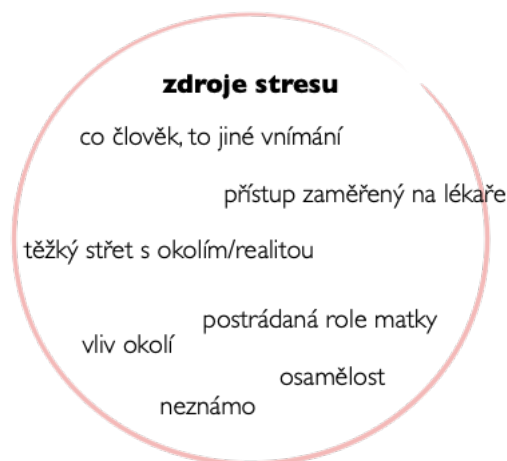 zdroje stresu
co člověk, to jiné vnímání
přístup zaměřený na lékaře
těžký střet s okolím/realitou
postrádaná role matky
vliv okolí
osamělost
neznámo